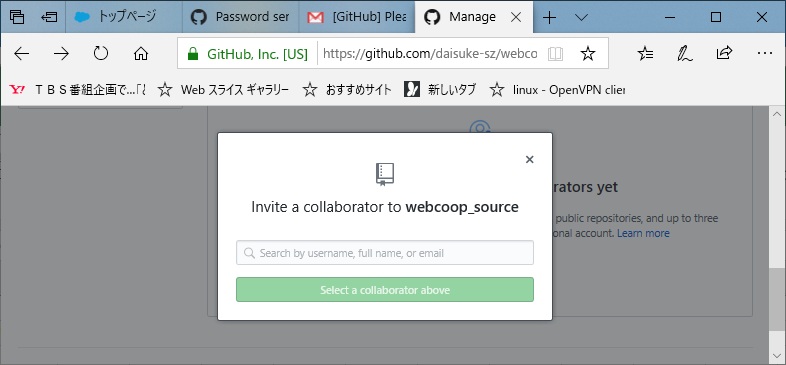 トップページ
Password ser
[GitHub] Plea
Manage
GitHub, Inc. [US]
https://github.com/daisuke-sz/webco
ＴＢＳ番組企画で…「
Web スライス ギャラリー
おすすめサイト
新しいタブ
linux - OpenVPN clien
rators yet
public repositories, and up to three
onal account. Learn more
Invite a collaborator to webcoop_source
Search by username, full name, or email
Select a collaborator above